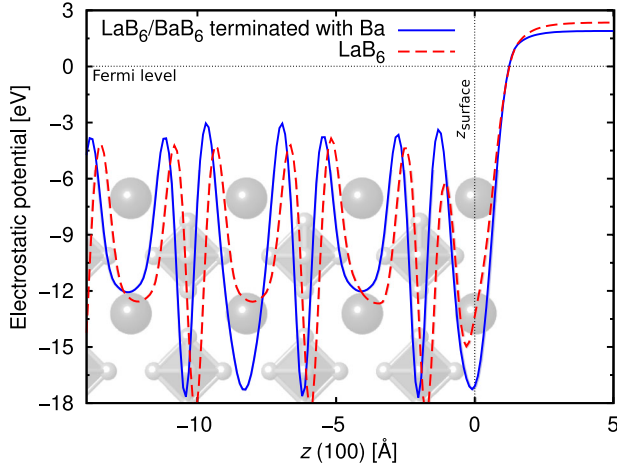 LaB6/BaB6 terminated with Ba
LaB6
Fermi level
zsurface
Electrostatic potential [eV]
3
0
−3
−6
−9
−12
−15
−18
−10
−5
0
5
z (100) [Å]